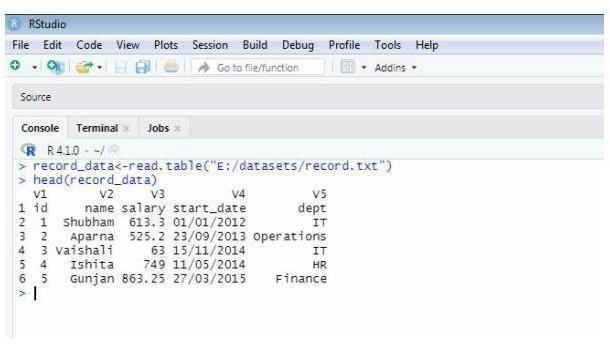 RStudio
File Edit Code View Plots Session Build Debug Profile Tools Help
Go to file/function Addins
Source
Console Terminal Jobs
R 4.1.0 · ~/
> record_data<-read.table("E:/datasets/record.txt")
> head(record_data)
V1 V2 V3 V4 V5
1 id name salary start_date dept
2 1 Shubham 613.3 01/01/2012 IT
3 2 Aparna 525.2 23/09/2013 Operations
4 3 Vaishali 63 15/11/2014 IT
5 4 Ishita 749 11/05/2014 HR
6 5 Gunjan 863.25 27/03/2015 Finance
>